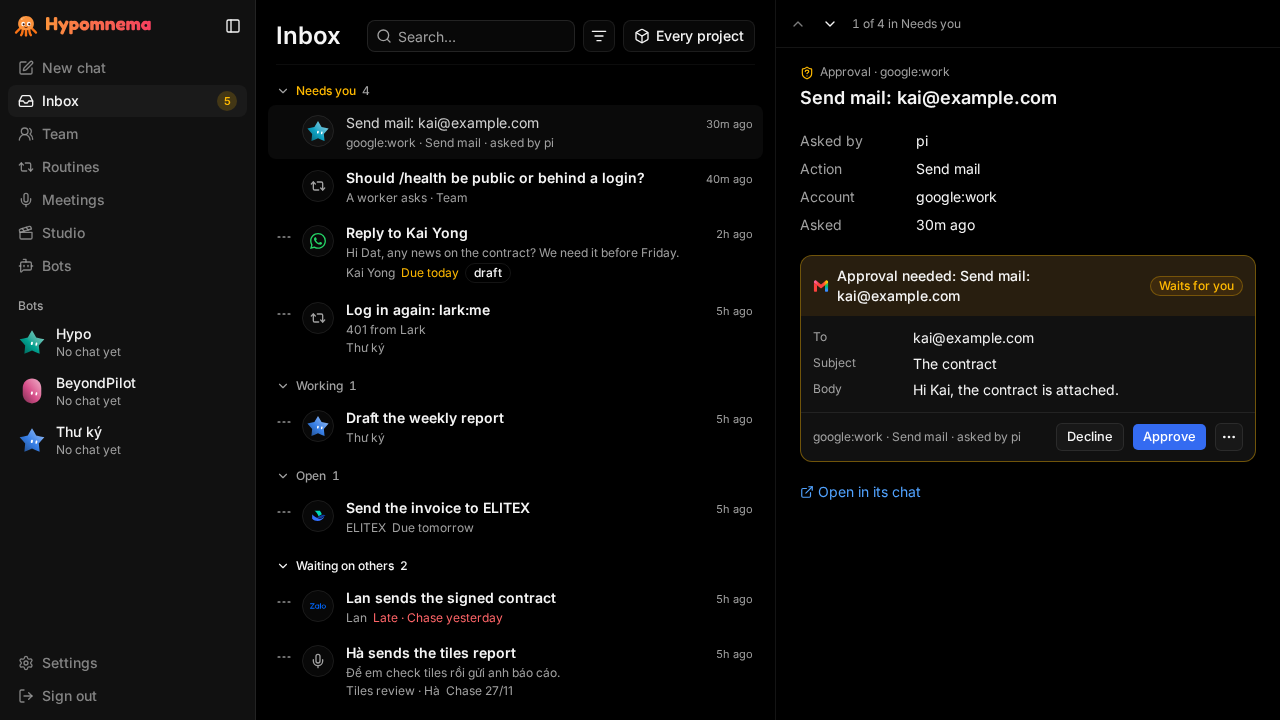 Hypomnema
New chat
Inbox
5
Team
Routines
Meetings
Studio
Bots
Bots
Hypo
No chat yet
BeyondPilot
No chat yet
Thư ký
No chat yet
Settings
Sign out
Inbox
Search...
Every project
Needs you 4
Send mail: kai@example.com
30m ago
google:work · Send mail · asked by pi
Should /health be public or behind a login?
40m ago
A worker asks · Team
Reply to Kai Yong
2h ago
Hi Dat, any news on the contract? We need it before Friday.
Kai Yong Due today draft
Log in again: lark:me
5h ago
401 from Lark
Thư ký
Working 1
Draft the weekly report
5h ago
Thư ký
Open 1
Send the invoice to ELITEX
5h ago
ELITEX Due tomorrow
Waiting on others 2
Zalo
Lan sends the signed contract
5h ago
Lan Late · Chase yesterday
Hà sends the tiles report
5h ago
Để em check tiles rồi gửi anh báo cáo.
Tiles review · Hà Chase 27/11
1 of 4 in Needs you
Approval · google:work
Send mail: kai@example.com
Asked by pi
Action Send mail
Account google:work
Asked 30m ago
Approval needed: Send mail:
kai@example.com
Waits for you
To kai@example.com
Subject The contract
Body Hi Kai, the contract is attached.
google:work · Send mail · asked by pi
Decline
Approve
Open in its chat